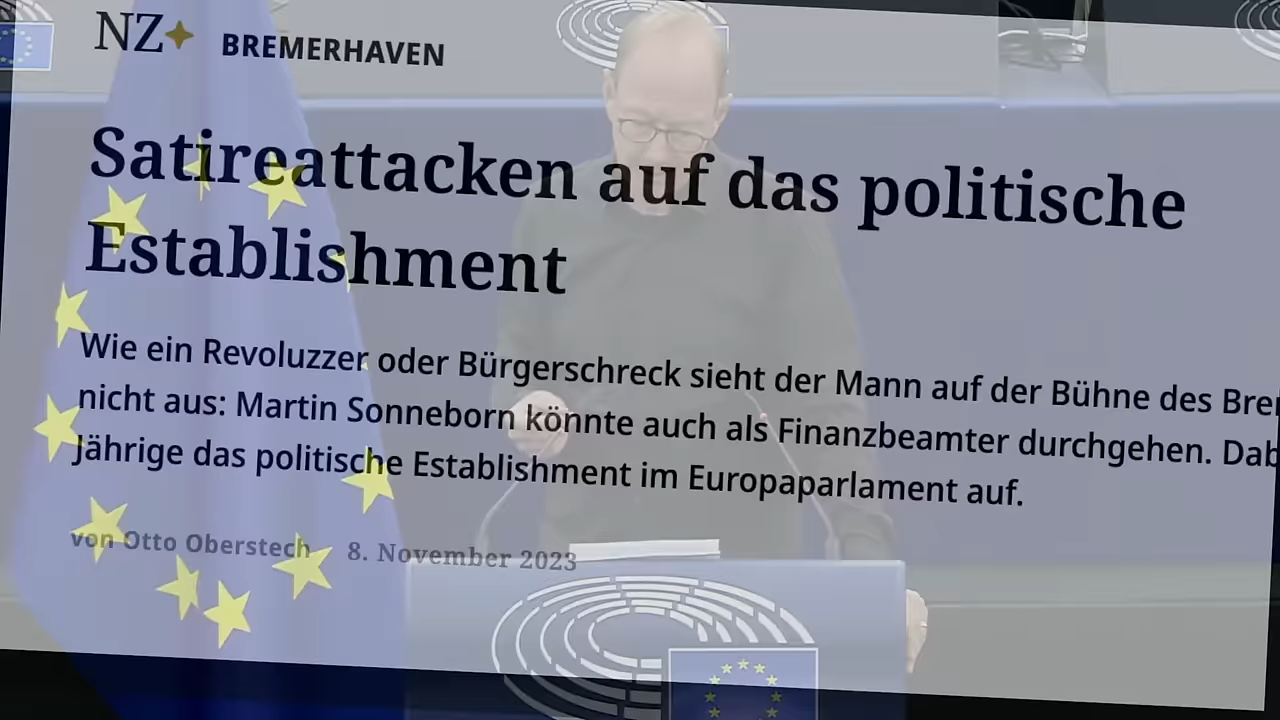 NZ BREMERHAVEN
Satireattacken auf das politische
Establishment
Wie ein Revoluzzer oder Bürgerschreck sieht der Mann auf der Bühne des
nicht aus: Martin Sonneborn könnte auch als Finanzbeamter durchgehen.
Jährige das politische Establishment im Europaparlament auf.
von Otto Oberstech 8. November 2023